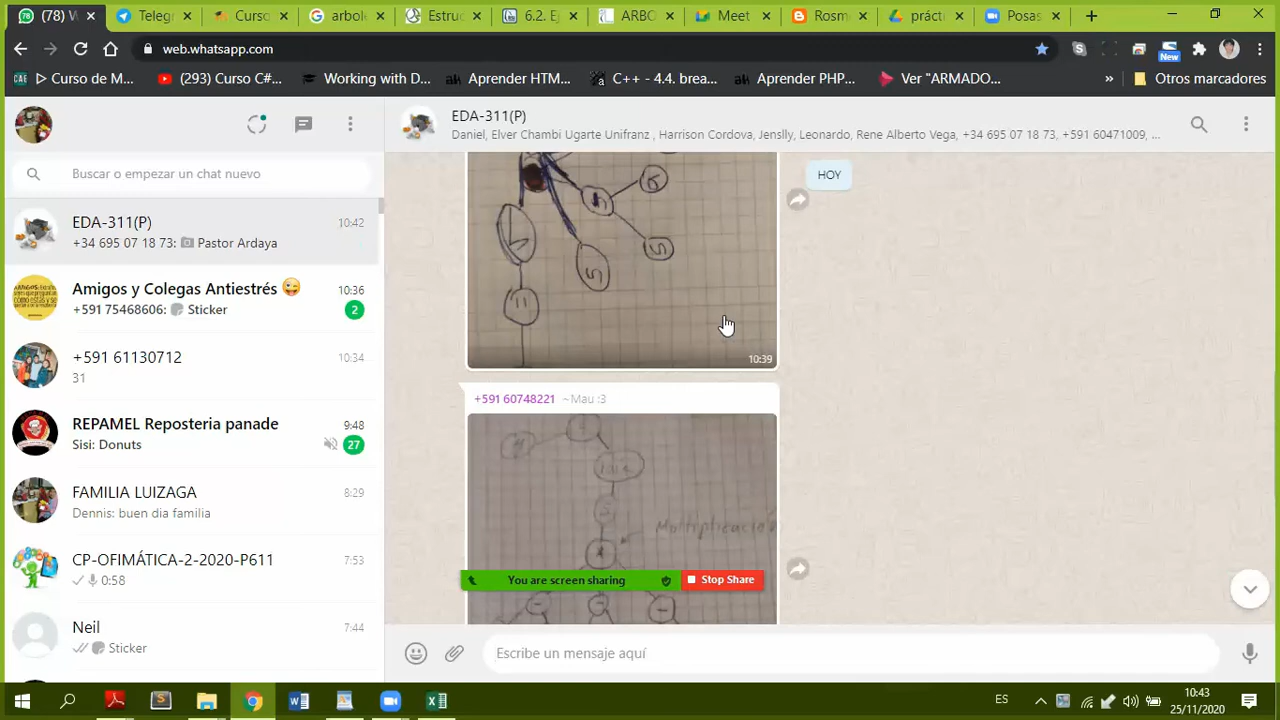 (78) W
Telegr
Curso
arbole
Estruc
6.2. Ej
ARBO
Meet
Rosm
prácti
Posas
web.whatsapp.com
New
▷ Curso de M...
(293) Curso C#...
Working with D...
Aprender HTM...
C++ - 4.4. brea...
Aprender PHP...
Ver "ARMADO...
»
Otros marcadores
EDA-311(P)
Daniel, Elver Chambi Ugarte Unifranz , Harrison Cordova, Jenslly, Leonardo, Rene Alberto Vega, +34 695 07 18 73, +591 60471009, ...
Buscar o empezar un chat nuevo
EDA-311(P) 10:42
+34 695 07 18 73: Pastor Ardaya
Amigos y Colegas Antiestrés 10:36
+591 75468606: Sticker 2
+591 61130712 10:34
31
REPAMEL Reposteria panade 9:48
Sisi: Donuts 27
FAMILIA LUIZAGA 8:29
Dennis: buen dia familia
CP-OFIMÁTICA-2-2020-P611 7:53
0:58
Neil 7:44
Sticker
HOY
10:39
+591 60748221 ~Mau :3
Multiplicació
You are screen sharing
Stop Share
Escribe un mensaje aquí
ES
10:43
25/11/2020